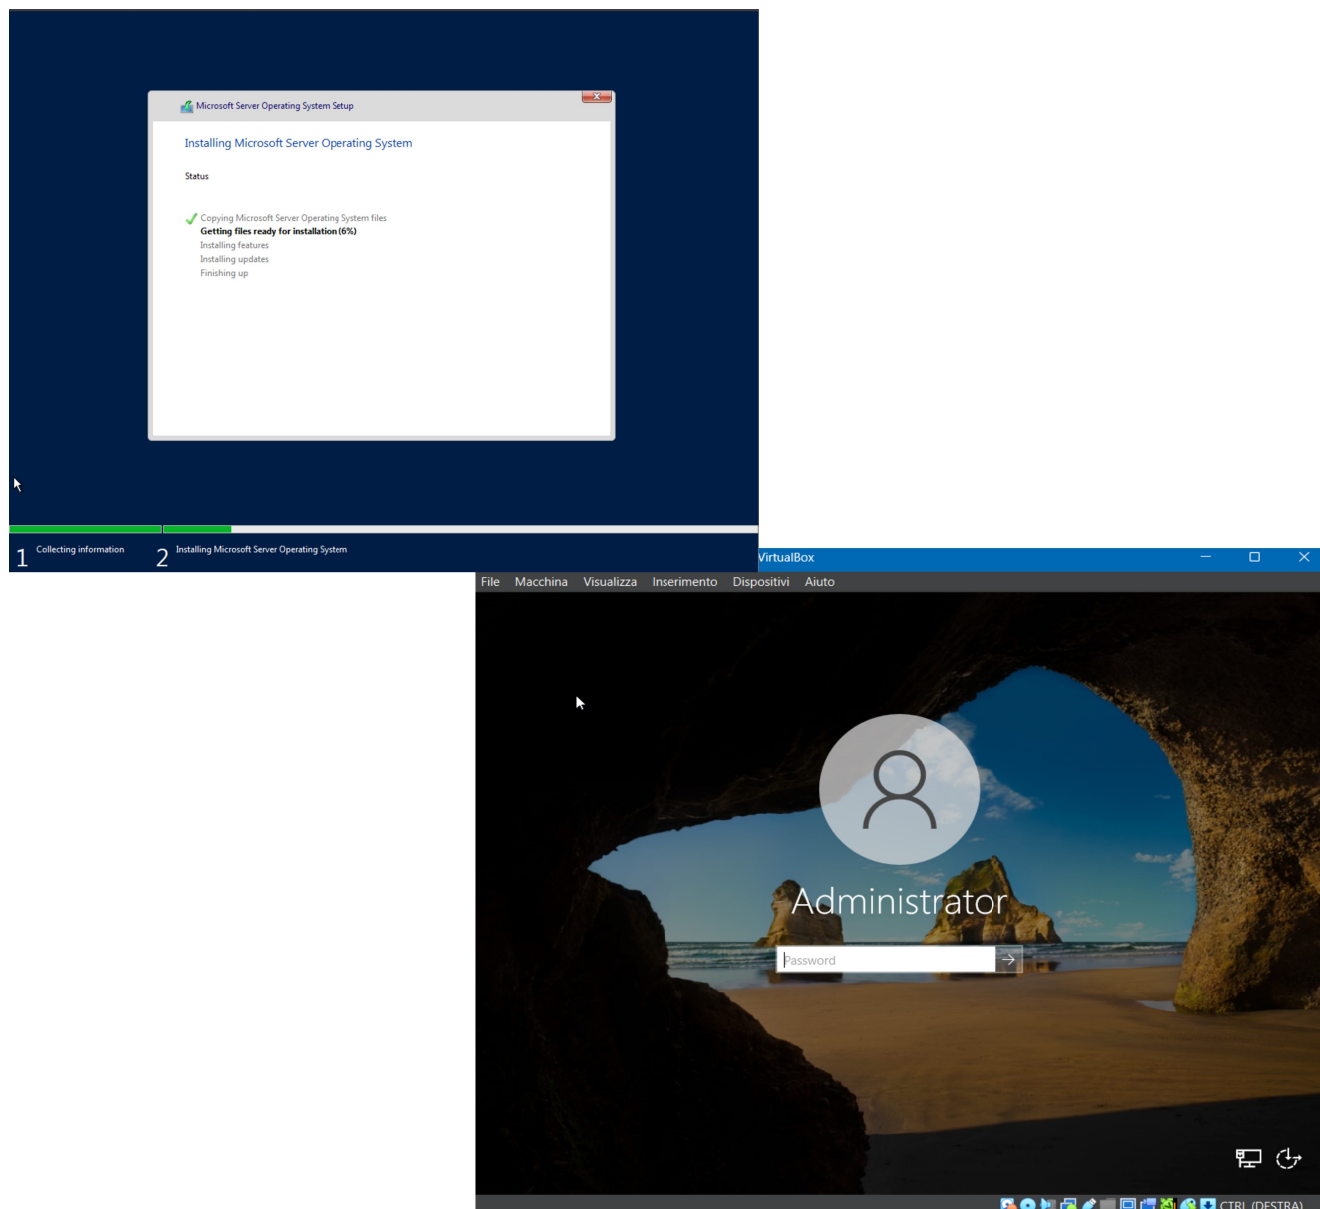 Microsoft Server Operating System Setup
Installing Microsoft Server Operating System
Status
Copying Microsoft Server Operating System files
Getting files ready for installation (6%)
Installing features
Installing updates
Finishing up
1 Collecting information 2 Installing Microsoft Server Operating System
VirtualBox
File Macchina Visualizza Inserimento Dispositivi Aiuto
Administrator
Password
CTRL (DESTRA)